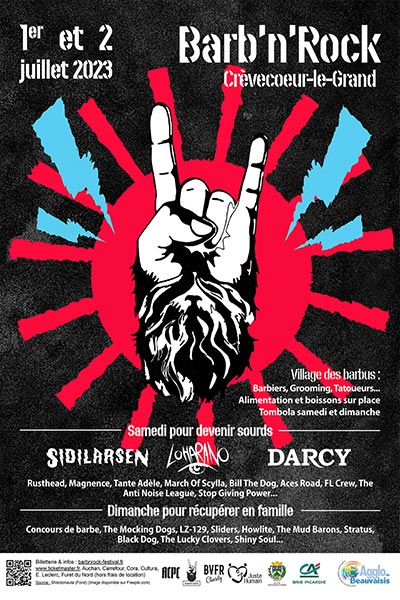 1er et 2
juillet 2023
Barb'n'Rock
Crèvecoeur-le-Grand
Village des barbus :
Barbiers, Grooming, Tatoueurs...
Alimentation et boissons sur place
Tombola samedi et dimanche
Samedi pour devenir sourds
SIDILARSEN
LOHARANO
DARCY
Rusthead, Magnence, Tante Adèle, March Of Scylla, Bill The Dog, Aces Road, FL Crew, The
Anti Noise League, Stop Giving Power...
Dimanche pour récupérer en famille
Concours de barbe, The Mocking Dogs, LZ-129, Sliders, Howlite, The Mud Barons, Stratus,
Black Dog, The Lucky Clovers, Shiny Soul...
Billetterie & infos : barbnrock-festival.fr
www.ticketmaster.fr, Auchan, Carrefour, Cora, Cultura,
E. Leclerc, Furet du Nord (hors frais de location)
ACPC
BVFR
Charity
Juste
Humain
CA
BRIE PICARDIE
Agglo
Beauvaisis